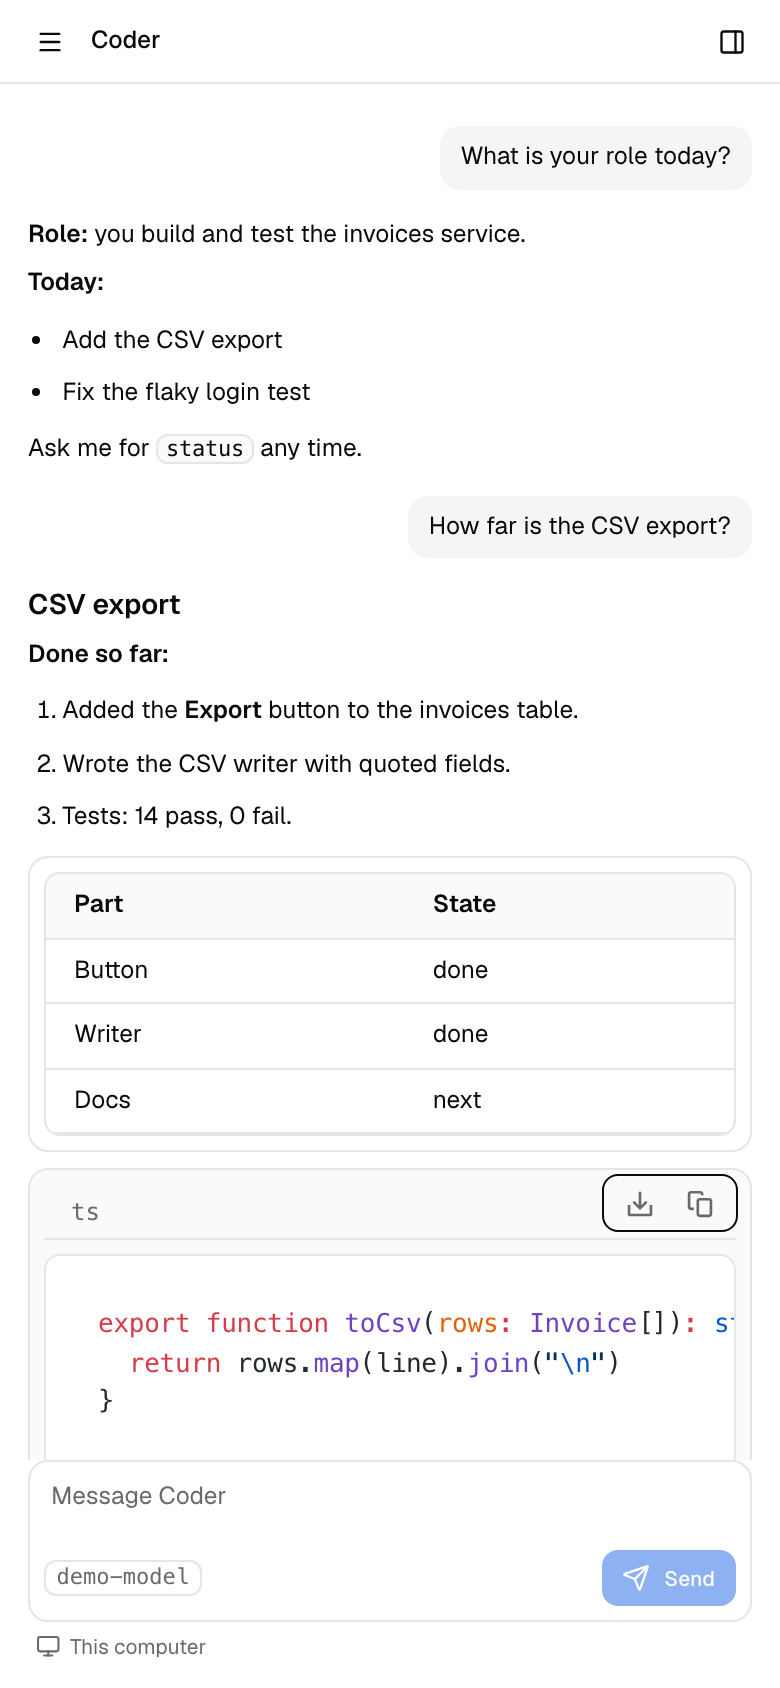 Coder
What is your role today?
Role: you build and test the invoices service.
Today:
• Add the CSV export
• Fix the flaky login test
Ask me for status any time.
How far is the CSV export?
CSV export
Done so far:
1. Added the Export button to the invoices table.
2. Wrote the CSV writer with quoted fields.
3. Tests: 14 pass, 0 fail.
Part State
Button done
Writer done
Docs next
ts
export function toCsv(rows: Invoice[]): s
return rows.map(line).join("\n")
}
Message Coder
demo-model
Send
This computer